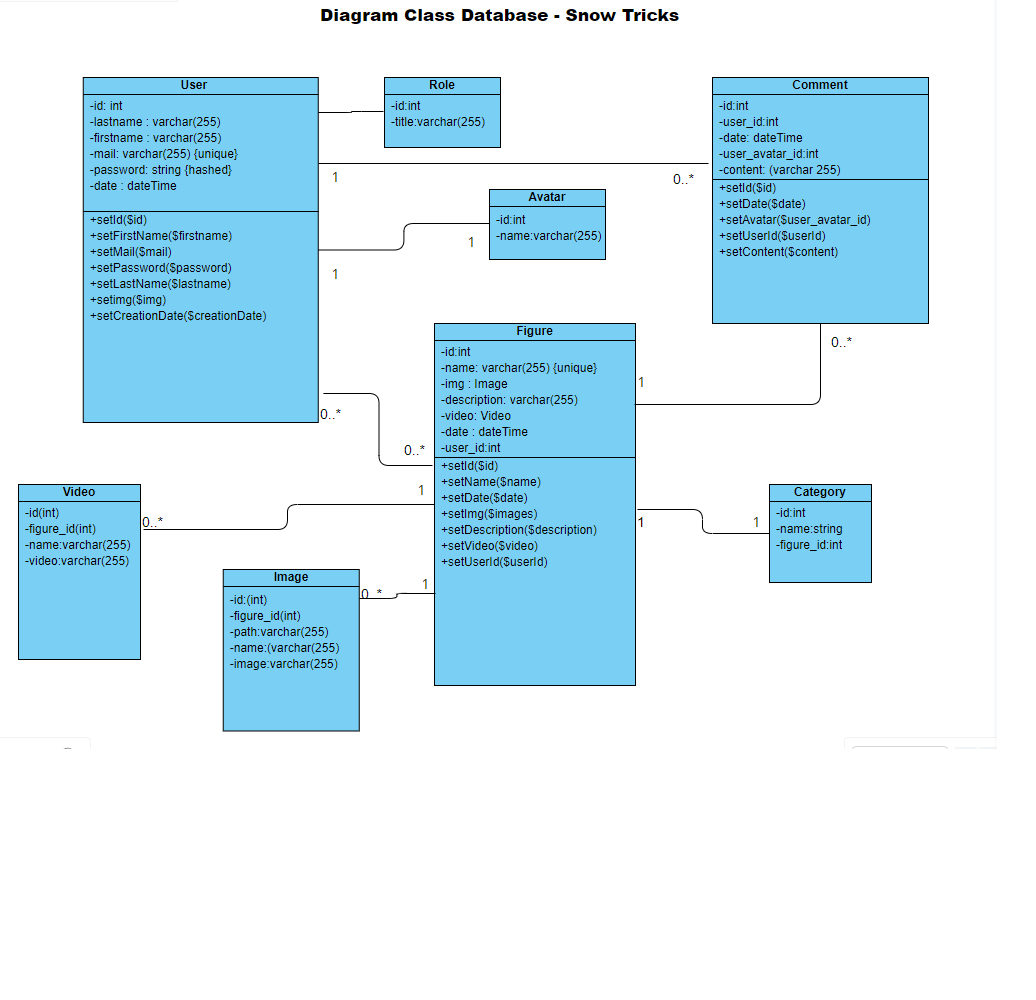 Diagram Class Database - Snow Tricks
User
-id: int
-lastname : varchar(255)
-firstname : varchar(255)
-mail: varchar(255) {unique}
-password: string {hashed}
-date : dateTime
+setId($id)
+setFirstName($firstname)
+setMail($mail)
+setPassword($password)
+setLastName($lastname)
+setimg($img)
+setCreationDate($creationDate)
Role
-id:int
-title:varchar(255)
Comment
-id:int
-user_id:int
-date: dateTime
-user_avatar_id:int
-content: (varchar 255)
+setId($id)
+setDate($date)
+setAvatar($user_avatar_id)
+setUserId($userId)
+setContent($content)
1
0..*
Avatar
-id:int
-name:varchar(255)
1
1
0..*
1
Figure
-id:int
-name: varchar(255) {unique}
-img : Image
-description: varchar(255)
-video: Video
-date : dateTime
-user_id:int
+setId($id)
+setName($name)
+setDate($date)
+setImg($images)
+setDescription($description)
+setVideo($video)
+setUserId($userId)
0..*
0..*
1
0..*
Video
-id(int)
-figure_id(int)
-name:varchar(255)
-video:varchar(255)
1
1
Category
-id:int
-name:string
-figure_id:int
Image
-id:(int)
-figure_id(int)
-path:varchar(255)
-name:(varchar(255)
-image:varchar(255)
0..*
1